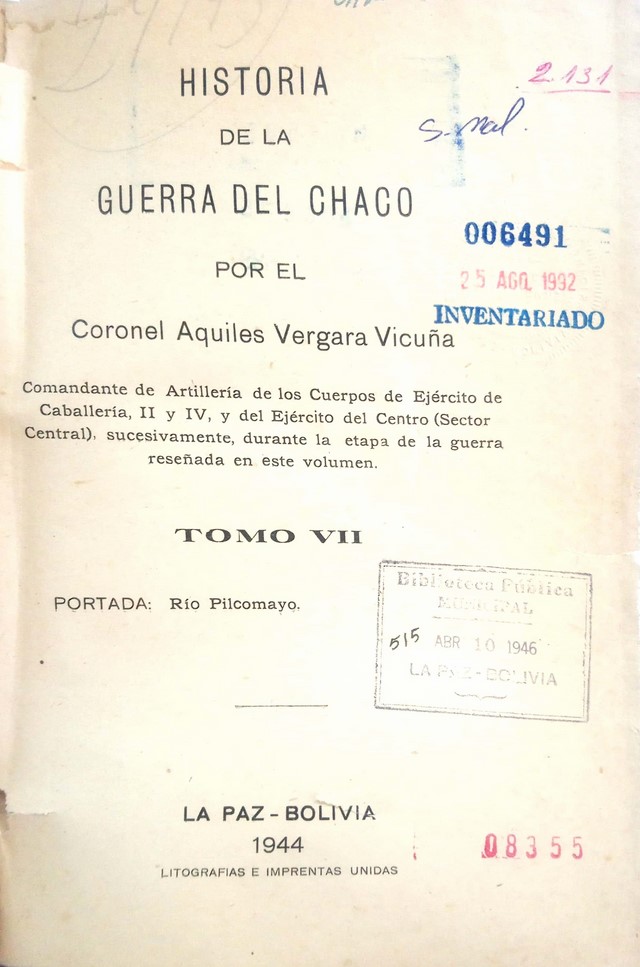 2.131
HISTORIA
DE LA
S. Mal.
GUERRA DEL CHACO
006491
POR EL
25 AGO. 1992
INVENTARIADO
Coronel Aquiles Vergara Vicuña
Comandante de Artillería de los Cuerpos de Ejército de
Caballería, II y IV, y del Ejército del Centro (Sector
Central), sucesivamente, durante la etapa de la guerra
reseñada en este volumen.
TOMO VII
PORTADA: Río Pilcomayo.
Biblioteca Pública
MUNICIPAL
515 ABR 10 1946
LA PAZ-BOLIVIA
LA PAZ - BOLIVIA
1944
LITOGRAFIAS E IMPRENTAS UNIDAS
08355